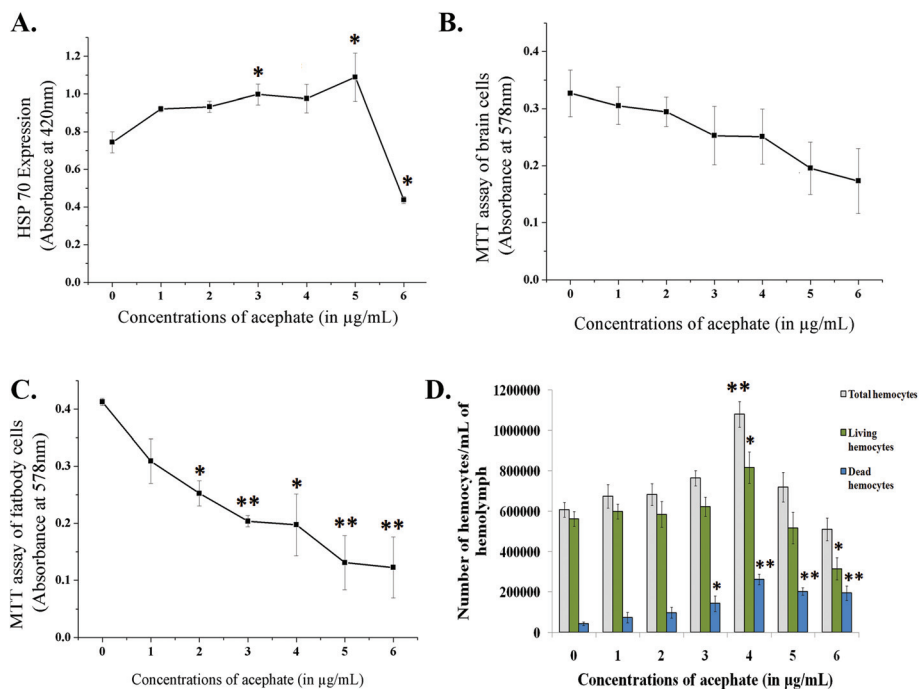 A.
HSP 70 Expression
(Absorbance at 420nm)
1.2
1.0
0.8
0.6
0.4
0.2
0.0
*
*
*
0 1 2 3 4 5 6
Concentrations of acephate (in µg/mL)
B.
MTT assay of brain cells
(Absorbance at 578nm)
0.4
0.3
0.2
0.1
0.0
0 1 2 3 4 5 6
Concentrations of acephate (in µg/mL)
C.
MTT assay of fatbody cells
(Absorbance at 578nm)
0.4
0.3
0.2
0.1
0.0
*
**
*
**
**
0 1 2 3 4 5 6
Concentrations of acephate (in µg/mL)
D.
Number of hemocytes/mL of
hemolymph
1200000
1000000
800000
600000
400000
200000
0
*
**
*
**
**
*
**
0 1 2 3 4 5 6
Concentrations of acephate (in µg/mL)
Total hemocytes
Living
hemocytes
Dead
hemocytes